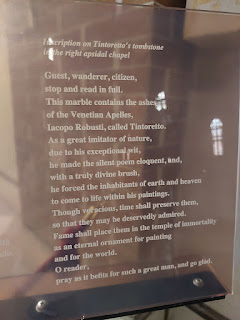 Inscription on Tintoretto's tombstone
in the right apsidal chapel
Guest, wanderer, citizen,
stop and read in full.
This marble contains the ashes
of the Venetian Apelles,
Iacopo Robusti, called Tintoretto.
As a great imitator of nature,
due to his exceptional wit,
he made the silent poem eloquent, and,
with a truly divine brush,
he forced the inhabitants of earth and heaven
to come to life within his paintings.
Though voracious, time shall preserve them,
so that they may be deservedly admired.
Fame shall place them in the temple of immortality
as an eternal ornament for painting
and for the world.
O reader,
pray as it befits for such a great man, and go glad.